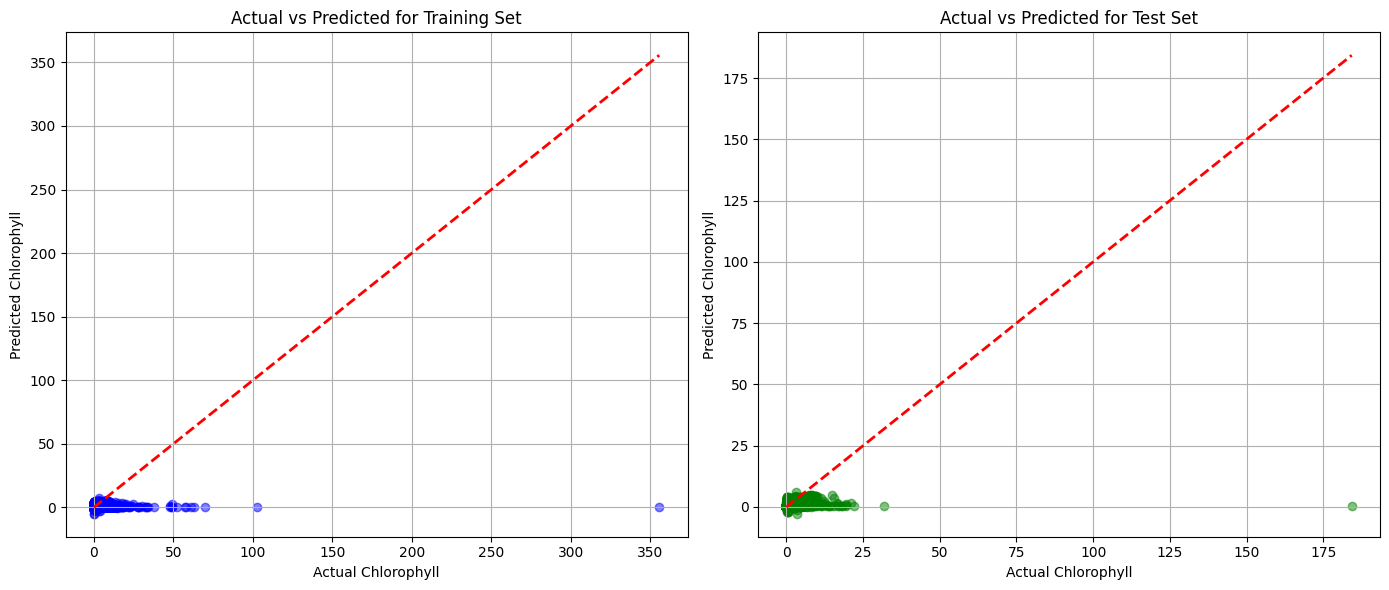 Actual vs Predicted for Training Set
Predicted Chlorophyll
350
300
250
200
150
100
50
0
0 50 100 150 200 250 300 350
Actual Chlorophyll
Actual vs Predicted for Test Set
Predicted Chlorophyll
175
150
125
100
75
50
25
0
0 25 50 75 100 125 150 175
Actual Chlorophyll